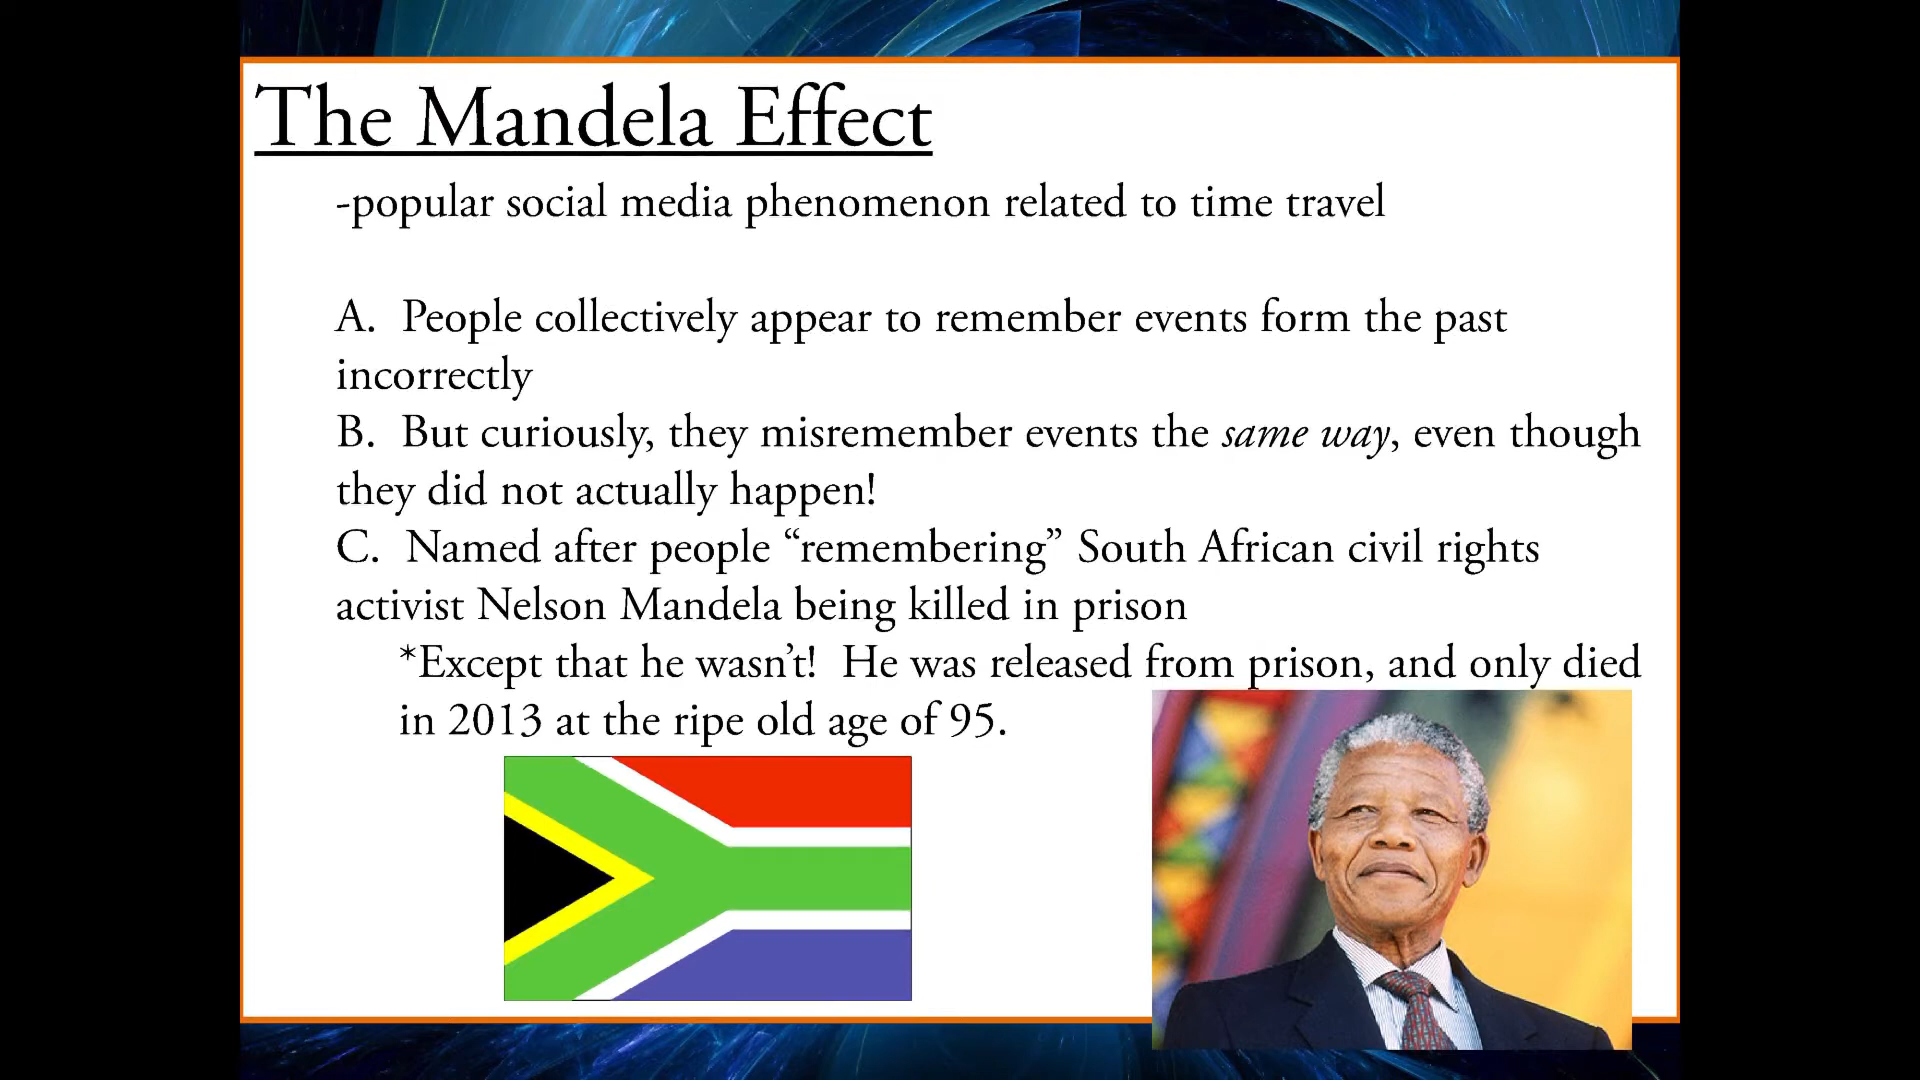 The Mandela Effect
-popular social media phenomenon related to time travel
A. People collectively appear to remember events form the past
incorrectly
B. But curiously, they misremember events the same way, even though
they did not actually happen!
C. Named after people “remembering” South African civil rights
activist Nelson Mandela being killed in prison
*Except that he wasn’t! He was released from prison, and only died
in 2013 at the ripe old age of 95.